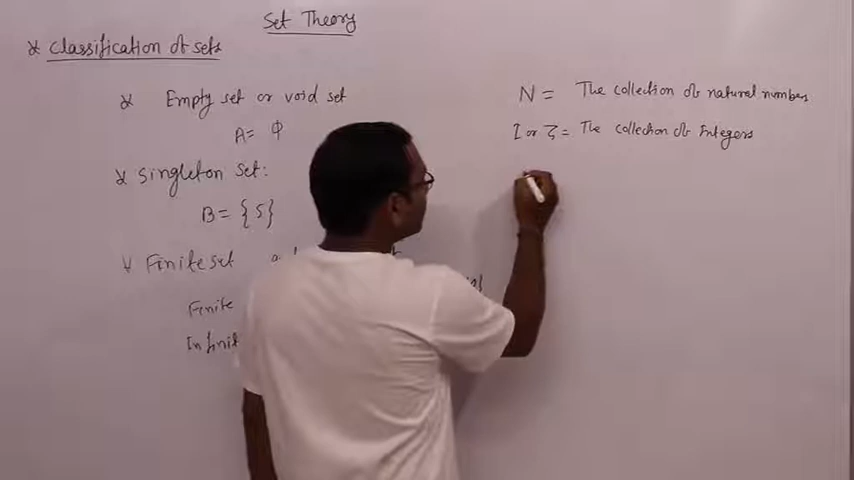 Set Theory
* Classification of sets
* Empty set or void set
A = φ
* Singleton set:
B = {5}
* Finite set
Finite
Infinit
N = The collection of natural numbers
I or Z = The collection of Integers